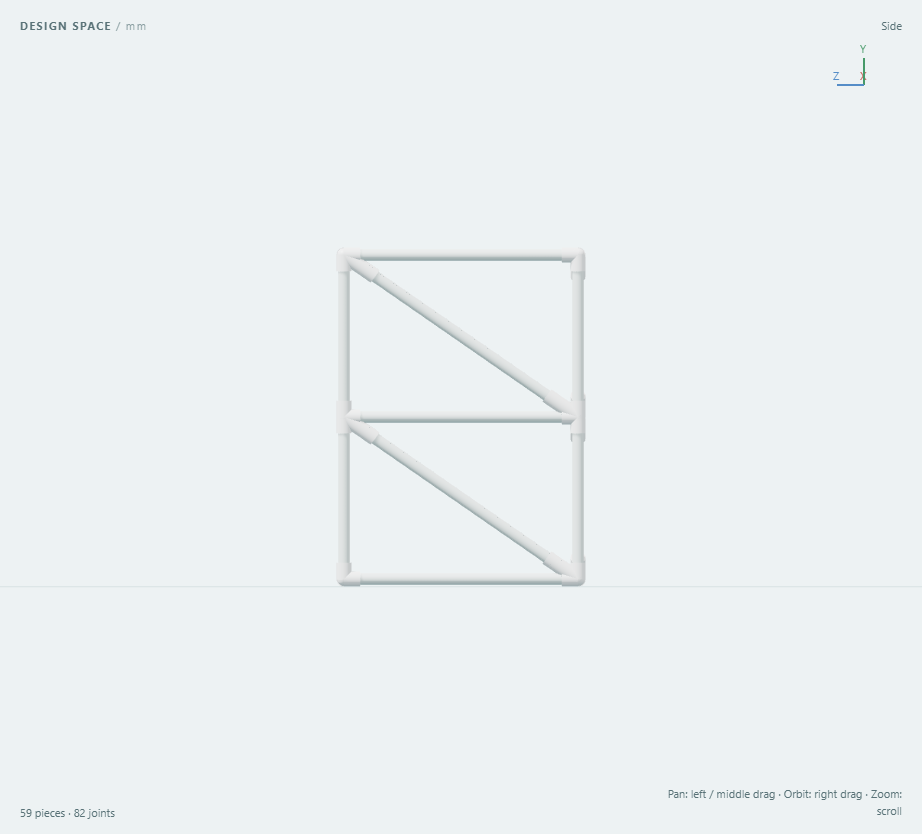 DESIGN SPACE / mm
Side
Y
Z X
59 pieces · 82 joints
Pan: left / middle drag · Orbit: right drag · Zoom:
scroll